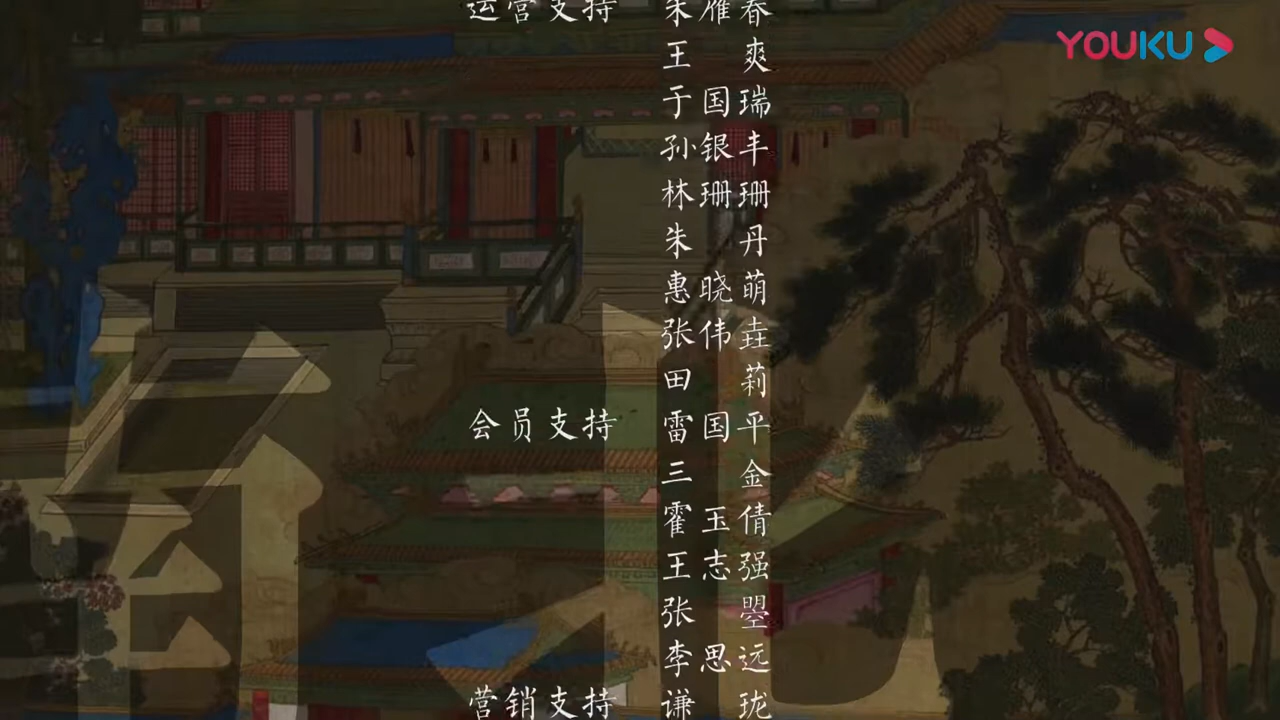 YOUKU
运营支持 朱雁春
王 爽
于国瑞
孙银丰
林珊珊
朱 丹
惠晓萌
张伟垚
田 莉
会员支持 雷国平
三 金
霍玉倩
王志强
张 曌
李思远
营销支持 谦 珑